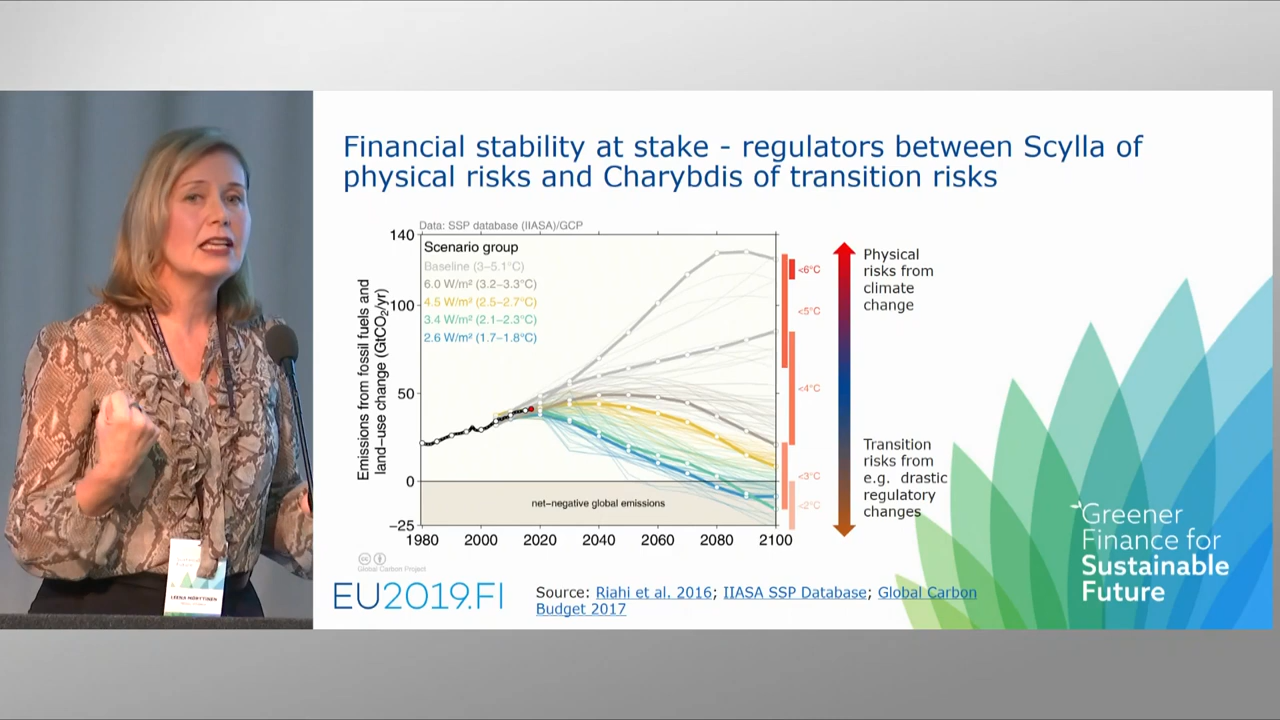 Financial stability at stake - regulators between Scylla of
physical risks and Charybdis of transition risks
Data: SSP database (IIASA)/GCP
Scenario group
Baseline (3–5.1°C)
6.0 W/m² (3.2–3.3°C)
4.5 W/m² (2.5–2.7°C)
3.4 W/m² (2.1–2.3°C)
2.6 W/m² (1.7–1.8°C)
Emissions from fossil fuels and
land–use change (GtCO₂/yr)
140
100
50
0
−25
net–negative global emissions
1980
2000
2020
2040
2060
2080
2100
<6°C
<5°C
<4°C
<3°C
<2°C
Physical
risks from
climate
change
Transition
risks from
e.g. drastic
regulatory
changes
Global Carbon Project
EU2019.FI
Source: Riahi et al. 2016; IIASA SSP Database; Global Carbon
Budget 2017
Greener
Finance for
Sustainable
Future
LEENA MÖRTTINEN